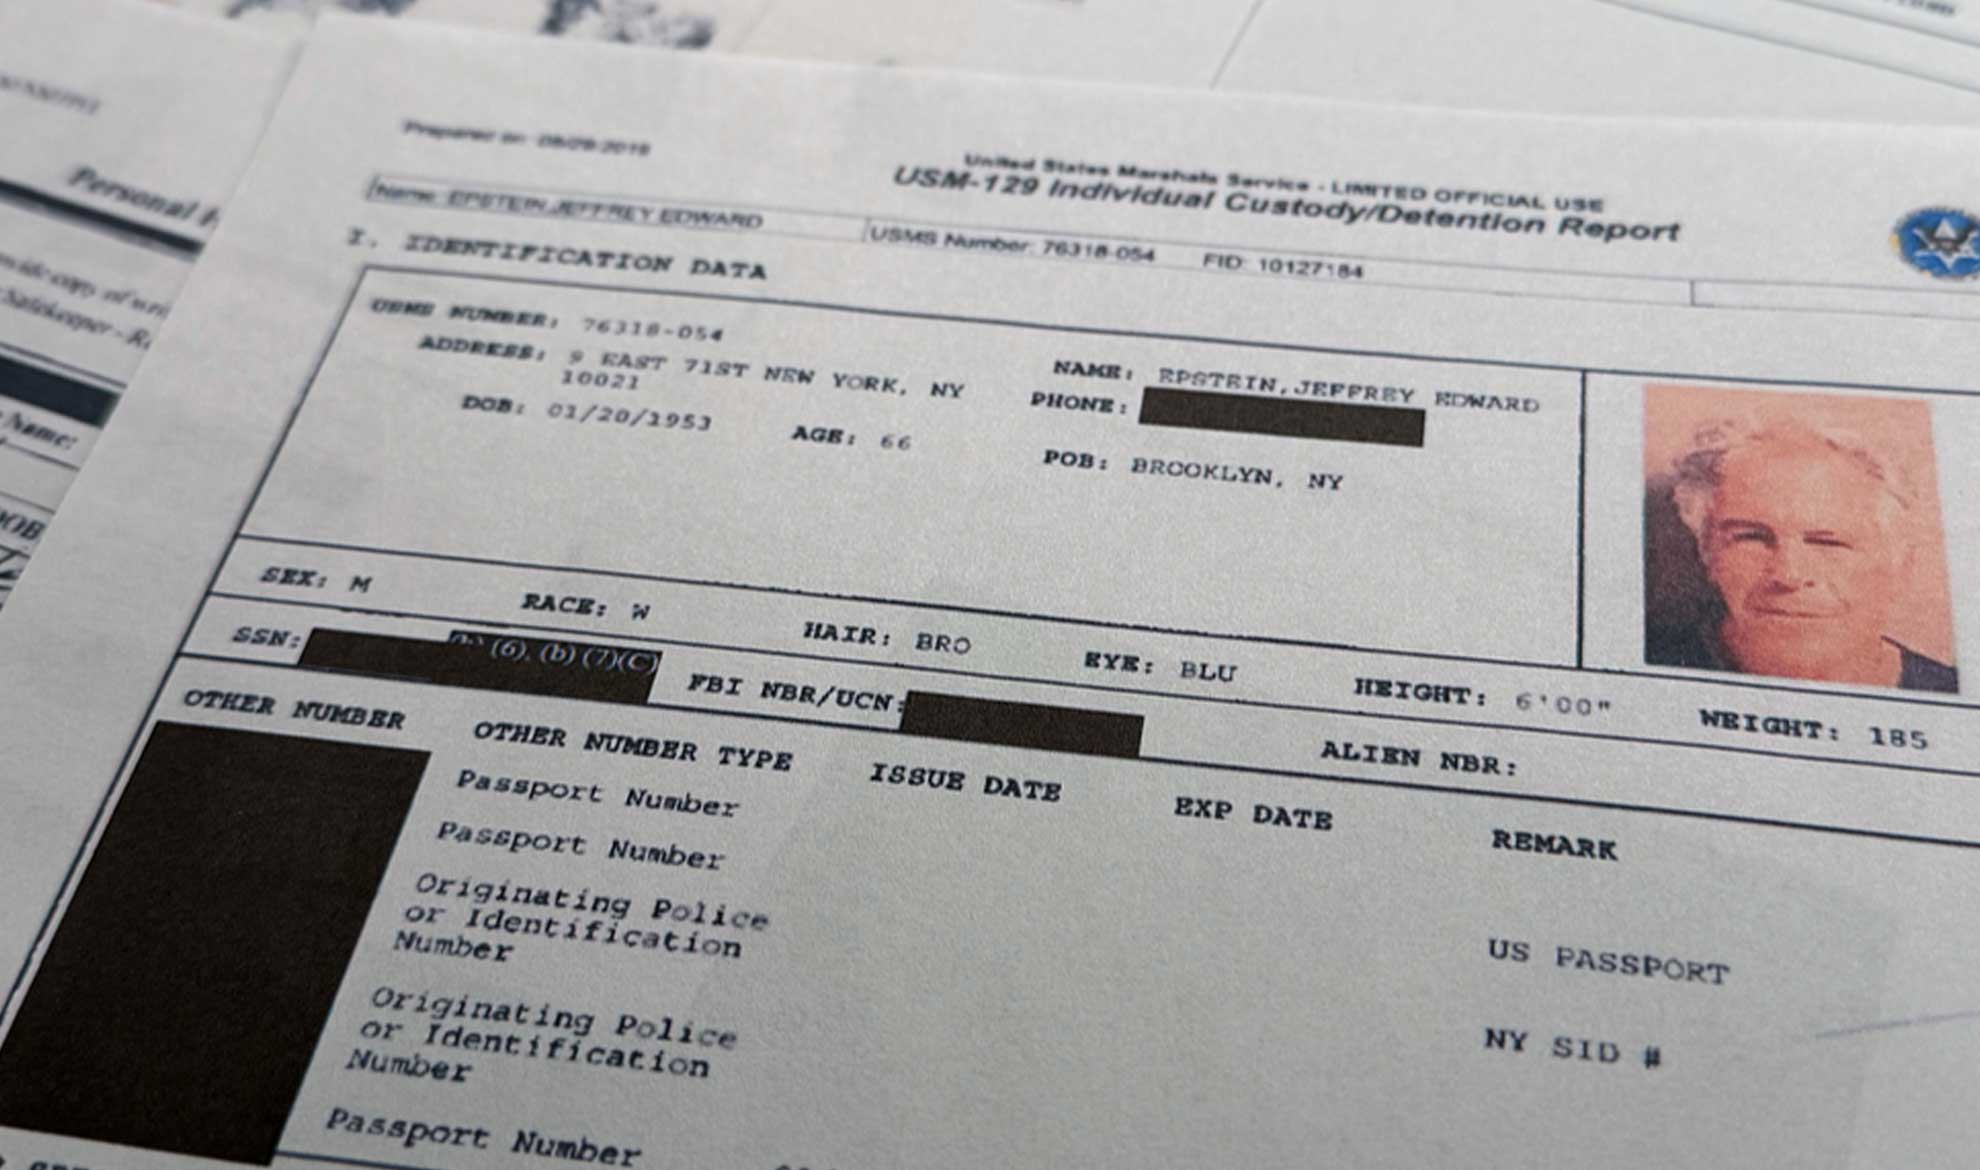 Prepared on: 08/29/2019
United States Marshals Service - LIMITED OFFICIAL USE
USM-129 Individual Custody/Detention Report
Name: EPSTEIN,JEFFREY EDWARD USMS Number: 76318-054 FID: 10127184
I. IDENTIFICATION DATA
USMS NUMBER: 76318-054
ADDRESS: 9 EAST 71ST NEW YORK, NY
10021
NAME: EPSTEIN,JEFFREY EDWARD
PHONE:
DOB: 01/20/1953 AGE: 66
POB: BROOKLYN, NY
SEX: M RACE: W HAIR: BRO EYE: BLU HEIGHT: 6'00" WEIGHT: 185
SSN: (6), (b) (7)(C) FBI NBR/UCN: ALIEN NBR:
OTHER NUMBER OTHER NUMBER TYPE ISSUE DATE EXP DATE REMARK
Passport Number
Passport Number
Originating Police
or Identification
Number
US PASSPORT
Originating Police
or Identification
Number
NY SID #
Passport Number
Personal
Name: